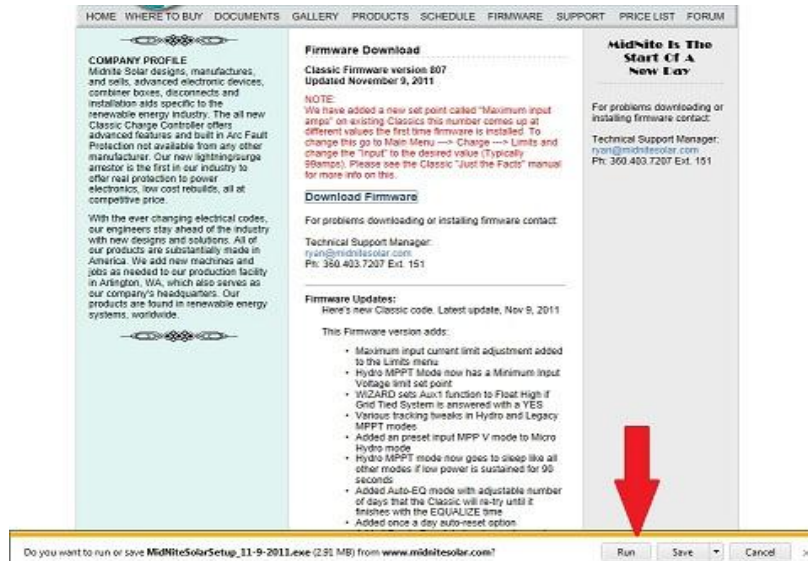 HOME WHERE TO BUY DOCUMENTS GALLERY PRODUCTS SCHEDULE FIRMWARE SUPPORT PRICE LIST FORUM
COMPANY PROFILE
Midnite Solar designs, manufactures,
and sells, advanced electronic devices,
combiner boxes, disconnects and
installation aids specific to the
renewable energy industry. The all new
Classic Charge Controller offers
advanced features and built in Arc Fault
Protection not available from any other
manufacturer. Our new lightning/surge
arrestor is the first in our industry to
offer real protection to power
electronics, low cost rebuilds, all at
competitive price.
With the ever changing electrical codes,
our engineers stay ahead of the industry
with new designs and solutions. All of
our products are substantially made in
America. We add new machines and
jobs as needed to our production facility
in Arlington, WA, which also serves as
our company's headquarters. Our
products are found in renewable energy
systems, worldwide.
Firmware Download
Classic Firmware version 807
Updated November 9, 2011
NOTE:
We have added a new set point called "Maximum input
amps" on existing Classics this number comes up at
different values the first time firmware is installed. To
change this go to Main Menu ---> Charge ---> Limits and
change the "Input" to the desired value (Typically
99amps). Please see the Classic "Just the Facts" manual
for more info on this.
Download Firmware
For problems downloading or installing firmware contact:
Technical Support Manager:
ryan@midnitesolar.com
Ph: 360.403.7207 Ext. 151
Firmware Updates:
Here's new Classic code. Latest update, Nov 9, 2011
This Firmware version adds:
• Maximum input current limit adjustment added
to the Limits menu
• Hydro MPPT Mode now has a Minimum Input
Voltage limit set point
• WIZARD sets Aux1 function to Float High if
Grid Tied System is answered with a YES
• Various tracking tweaks in Hydro and Legacy
MPPT modes
• Added an preset input MPP V mode to Micro
Hydro mode
• Hydro MPPT mode now goes to sleep like all
other modes if low power is sustained for 90
seconds
• Added Auto-EQ mode with adjustable number
of days that the Classic will re-try until it
finishes with the EQUALIZE time
• Added once a day auto-reset option
MidNite Is The
Start Of A
New Day
For problems downloading or
installing firmware contact:
Technical Support Manager:
ryan@midnitesolar.com
Ph: 360.403.7207 Ext. 151
Do you want to run or save MidNiteSolarSetup_11-9-2011.exe (2.91 MB) from www.midnitesolar.com?
Run Save Cancel